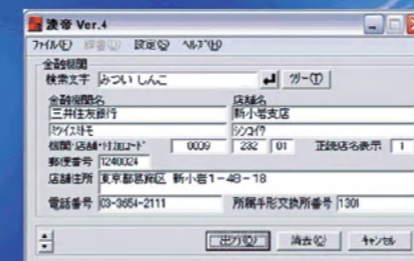 漢帝 Ver.4
ファイル(F) 辞書(J) 設定(S) ヘルプ(H)
金融機関
検索文字 みつい しんこ ツリー(T)
金融機関名 店舗名
三井住友銀行 新小岩支店
ミツイスミトモ シンコイワ
機関・店舗・付加コード 0009 232 01 正読店名表示 1
郵便番号 1240024
店舗住所 東京都葛飾区 新小岩1-48-18
電話番号 03-3654-2111 所属手形交換所番号 1301
出力(O) 消去(C) キャンセル